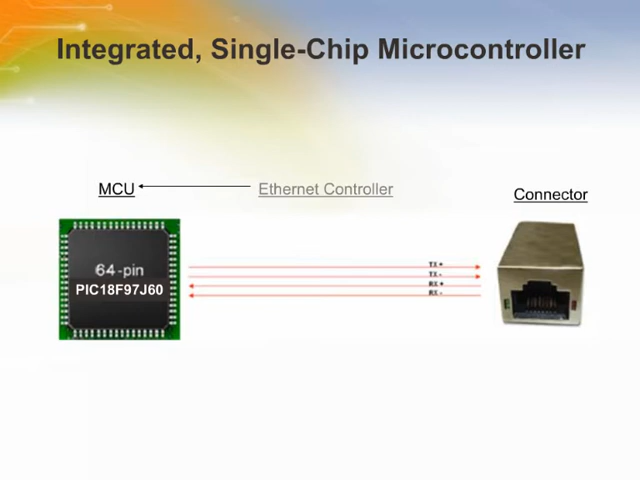 Integrated, Single-Chip Microcontroller
MCU
Ethernet Controller
Connector
64-pin
PIC18F97J60
TX +
TX -
RX +
RX -